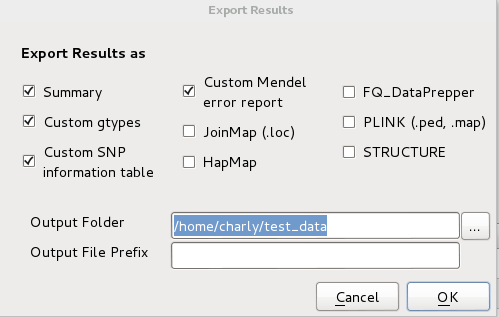 Export Results
Export Results as
Summary
Custom gtypes
Custom SNP
information table
Custom Mendel
error report
JoinMap (.loc)
HapMap
FQ_DataPrepper
PLINK (.ped, .map)
STRUCTURE
Output Folder
/home/charly/test_data
...
Output File Prefix
Cancel
OK